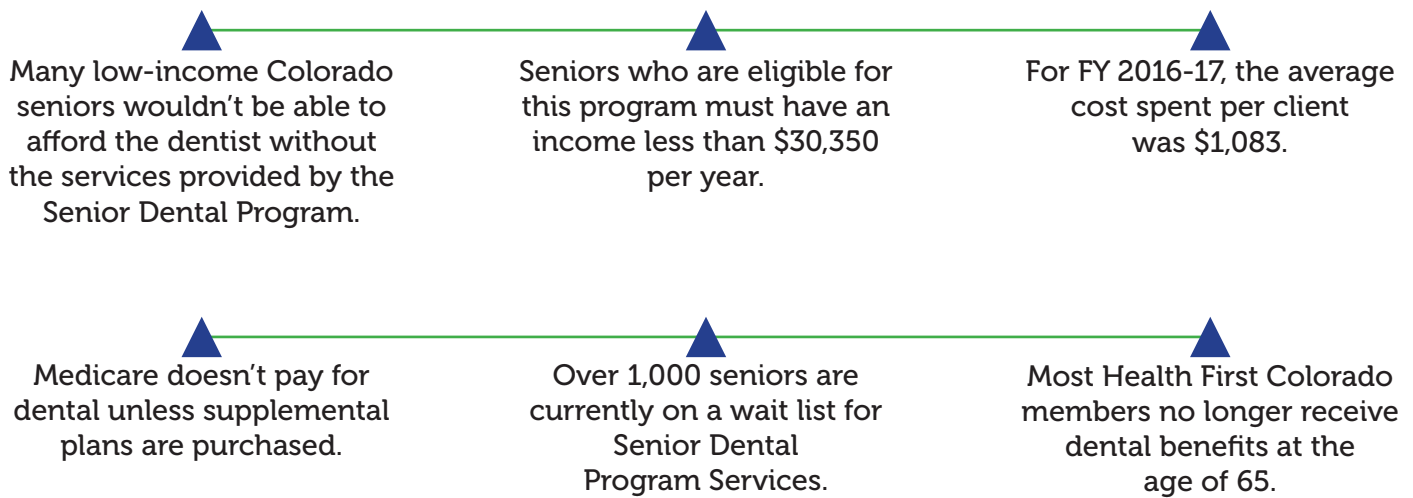 Many low-income Colorado
seniors wouldn't be able to
afford the dentist without
the services provided by the
Senior Dental Program.
Seniors who are eligible for
this program must have an
income less than $30,350
per year.
For FY 2016-17, the average
cost spent per client
was $1,083.
Medicare doesn't pay for
dental unless supplemental
plans are purchased.
Over 1,000 seniors are
currently on a wait list for
Senior Dental
Program Services.
Most Health First Colorado
members no longer receive
dental benefits at the
age of 65.